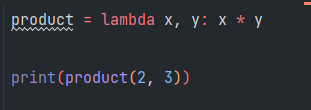 product = lambda x, y: x * y
print(product(2, 3))